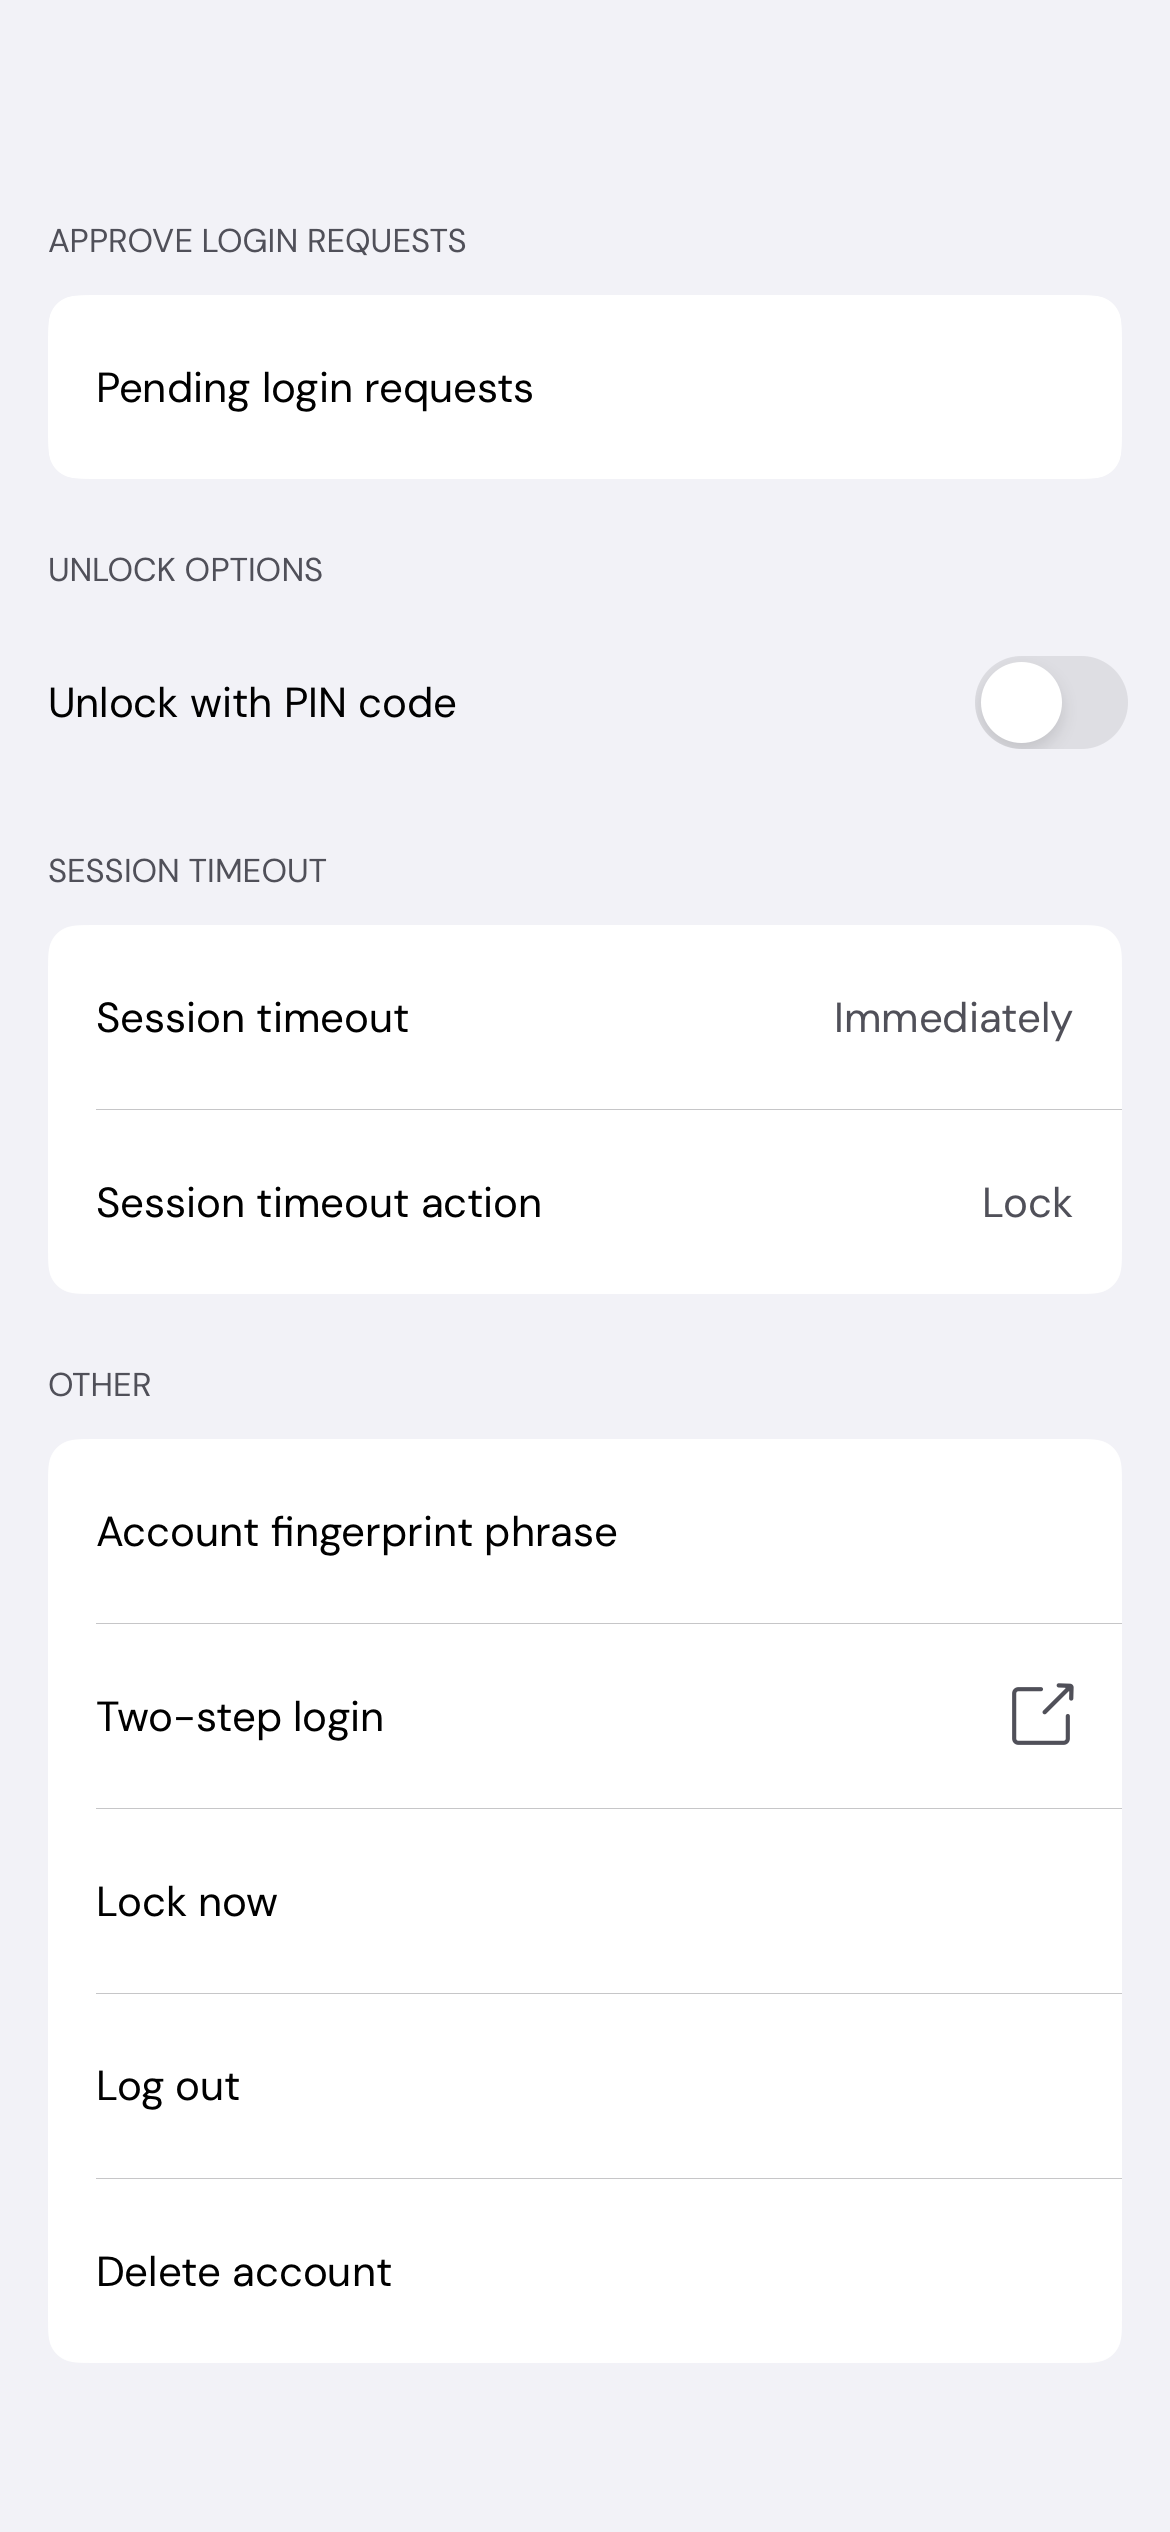 APPROVE LOGIN REQUESTS
Pending login requests
UNLOCK OPTIONS
Unlock with PIN code
SESSION TIMEOUT
Session timeout Immediately
Session timeout action Lock
OTHER
Account fingerprint phrase
Two-step login
Lock now
Log out
Delete account